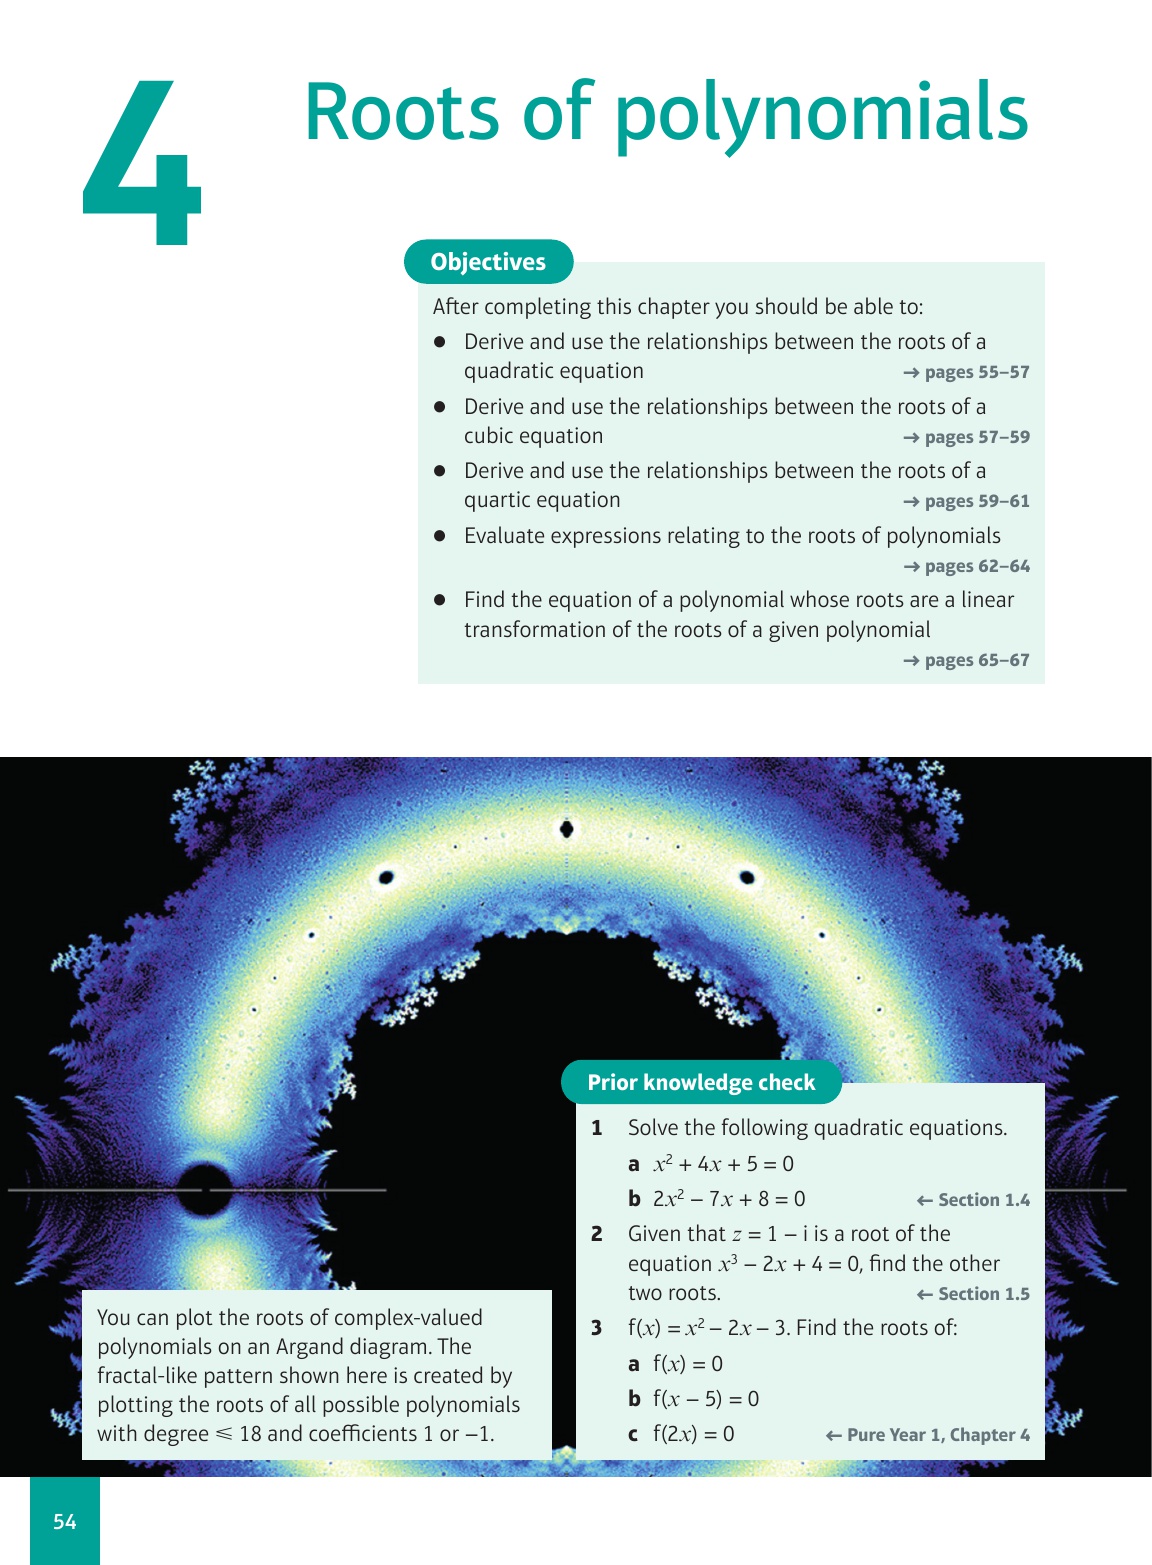 4
Roots of polynomials
Objectives
After completing this chapter you should be able to:
● Derive and use the relationships between the roots of a
quadratic equation → pages 55–57
● Derive and use the relationships between the roots of a
cubic equation → pages 57–59
● Derive and use the relationships between the roots of a
quartic equation → pages 59–61
● Evaluate expressions relating to the roots of polynomials
→ pages 62–64
● Find the equation of a polynomial whose roots are a linear
transformation of the roots of a given polynomial
→ pages 65–67
Prior knowledge check
1 Solve the following quadratic equations.
a x² + 4x + 5 = 0
b 2x² – 7x + 8 = 0 ← Section 1.4
2 Given that z = 1 – i is a root of the
equation x³ – 2x + 4 = 0, find the other
two roots. ← Section 1.5
3 f(x) = x² – 2x – 3. Find the roots of:
a f(x) = 0
b f(x – 5) = 0
c f(2x) = 0 ← Pure Year 1, Chapter 4
You can plot the roots of complex-valued
polynomials on an Argand diagram. The
fractal-like pattern shown here is created by
plotting the roots of all possible polynomials
with degree ⩽ 18 and coefficients 1 or –1.
54